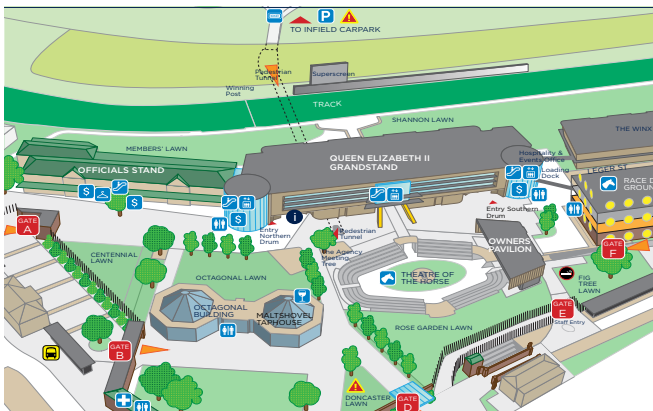 P
TO INFIELD CARPARK
Pedestrian
Tunnel
Superscreen
Winning
Post
TRACK
SHANNON LAWN
THE WINX
MEMBERS' LAWN
QUEEN ELIZABETH II
GRANDSTAND
Hospitality &
Events Office
Loading
Dock
LEGER ST
OFFICIALS STAND
RACE D
GROUN
$
$
$
$
i
GATE
A
Entry
Northern
Drum
Pedestrian
Tunnel
The Agency
Meeting
Tree
Entry Southern
Drum
OWNERS'
PAVILION
GATE
F
CENTENNIAL
LAWN
OCTAGONAL LAWN
THEATRE OF
THE HORSE
FIG
TREE
LAWN
OCTAGONAL
BUILDING
MALTSHOVEL
TAPHOUSE
ROSE GARDEN LAWN
GATE
E
Staff Entry
GATE
B
DONCASTER
LAWN
GATE
D